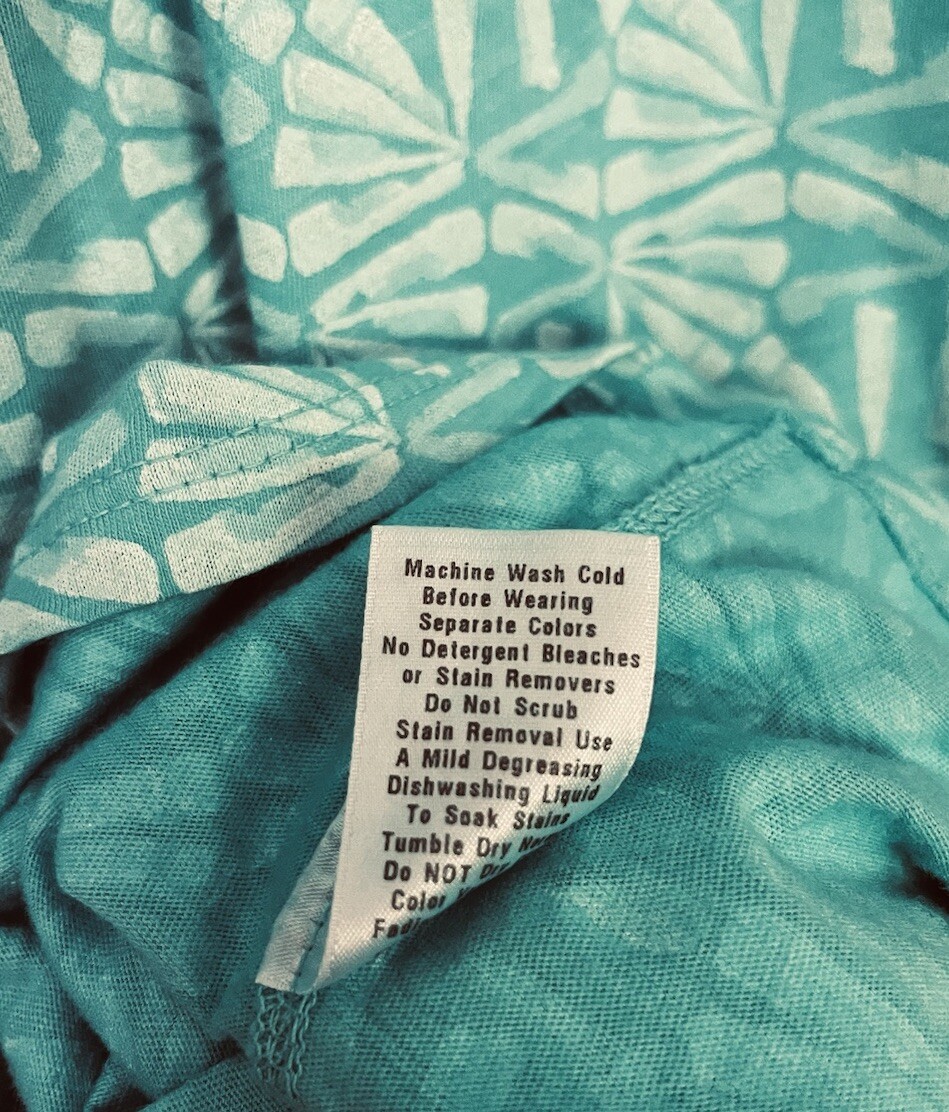 Machine Wash Cold
Before Wearing
Separate Colors
No Detergent Bleaches
or Stain Removers
Do Not Scrub
Stain Removal Use
A Mild Degreasing
Dishwashing Liquid
To Soak Stains
Tumble Dry
Do NOT
Color